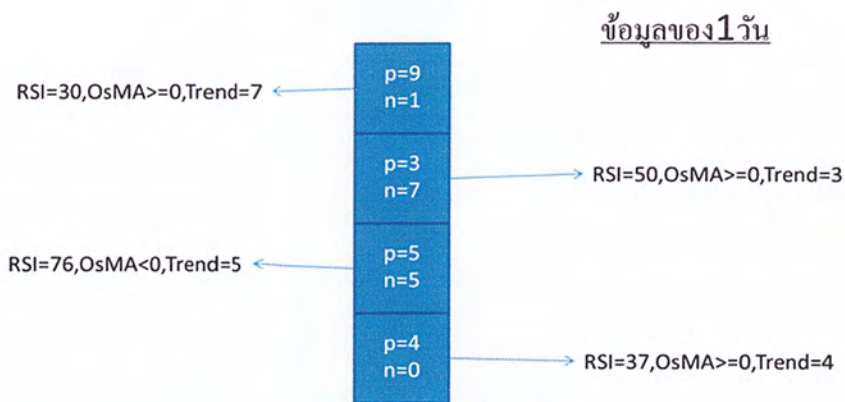 ข้อมูลของ1วัน
p=9
n=1
RSI=30,OsMA>=0,Trend=7
p=3
n=7
RSI=50,OsMA>=0,Trend=3
p=5
n=5
RSI=76,OsMA<0,Trend=5
p=4
n=0
RSI=37,OsMA>=0,Trend=4